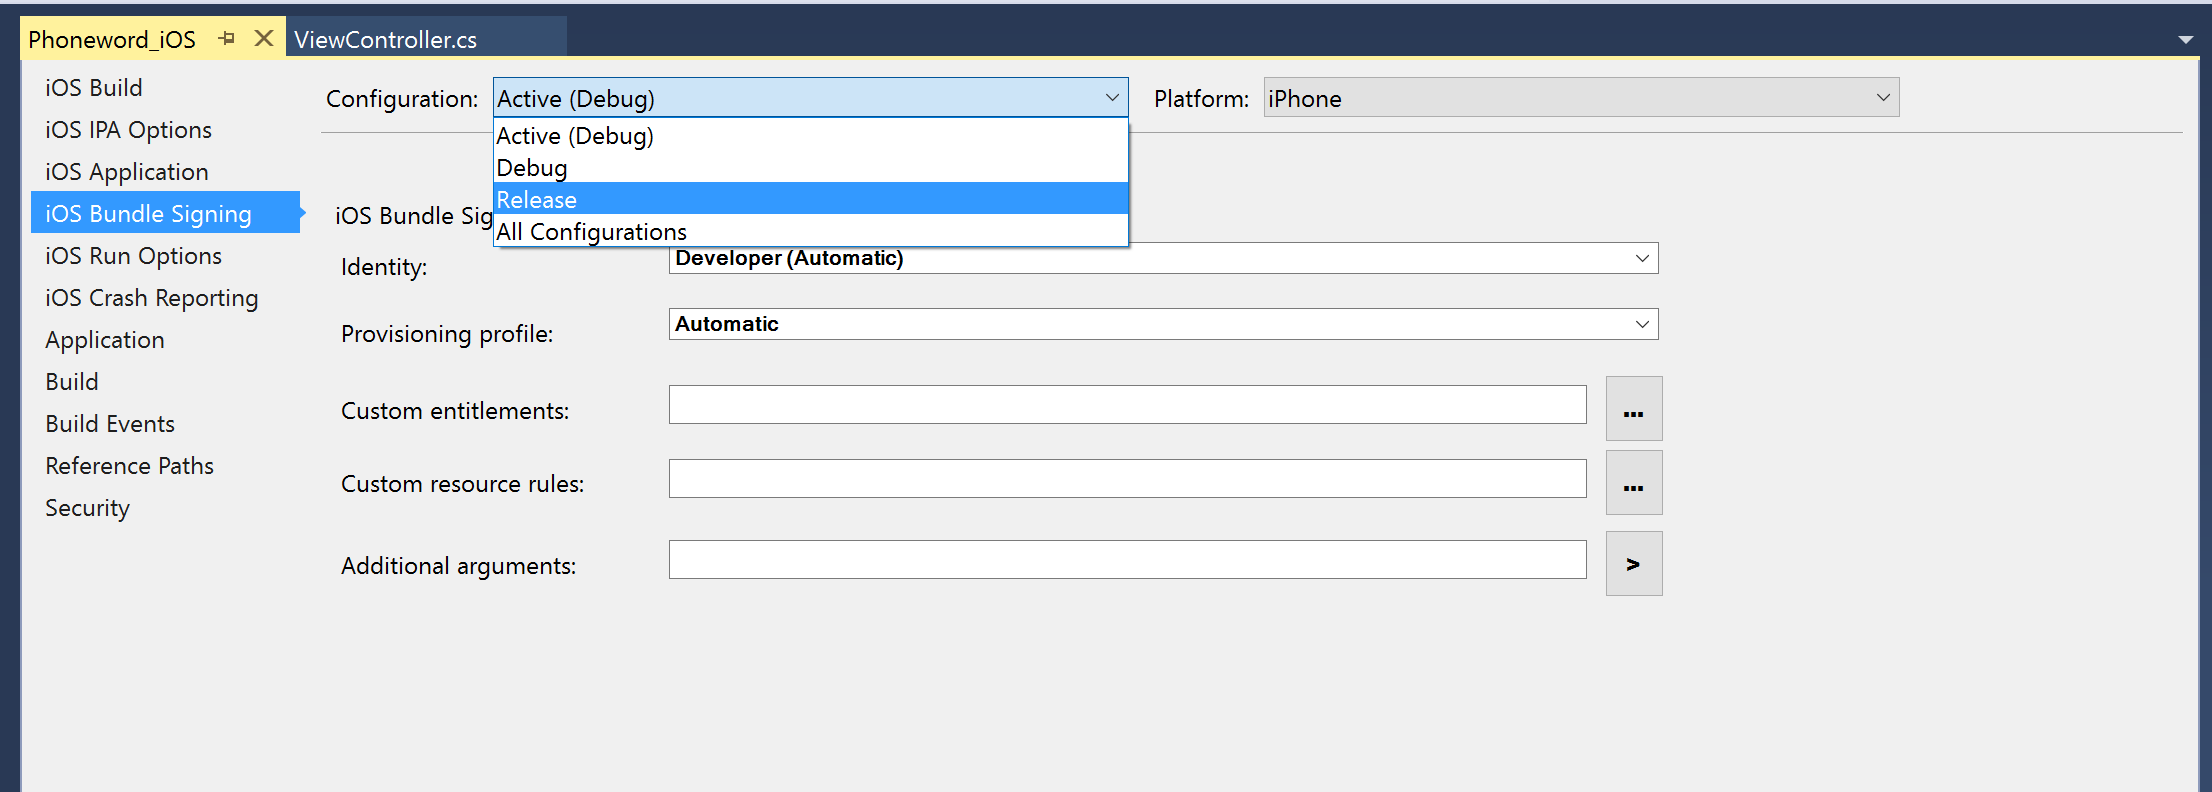 Phoneword_iOS
ViewController.cs
iOS Build
iOS IPA Options
iOS Application
iOS Bundle Signing
iOS Run Options
iOS Crash Reporting
Application
Build
Build Events
Reference Paths
Security
Configuration: Active (Debug)
Platform: iPhone
Active (Debug)
Debug
Release
All Configurations
iOS Bundle Sig
Identity: Developer (Automatic)
Provisioning profile: Automatic
Custom entitlements: ...
Custom resource rules: ...
Additional arguments: >